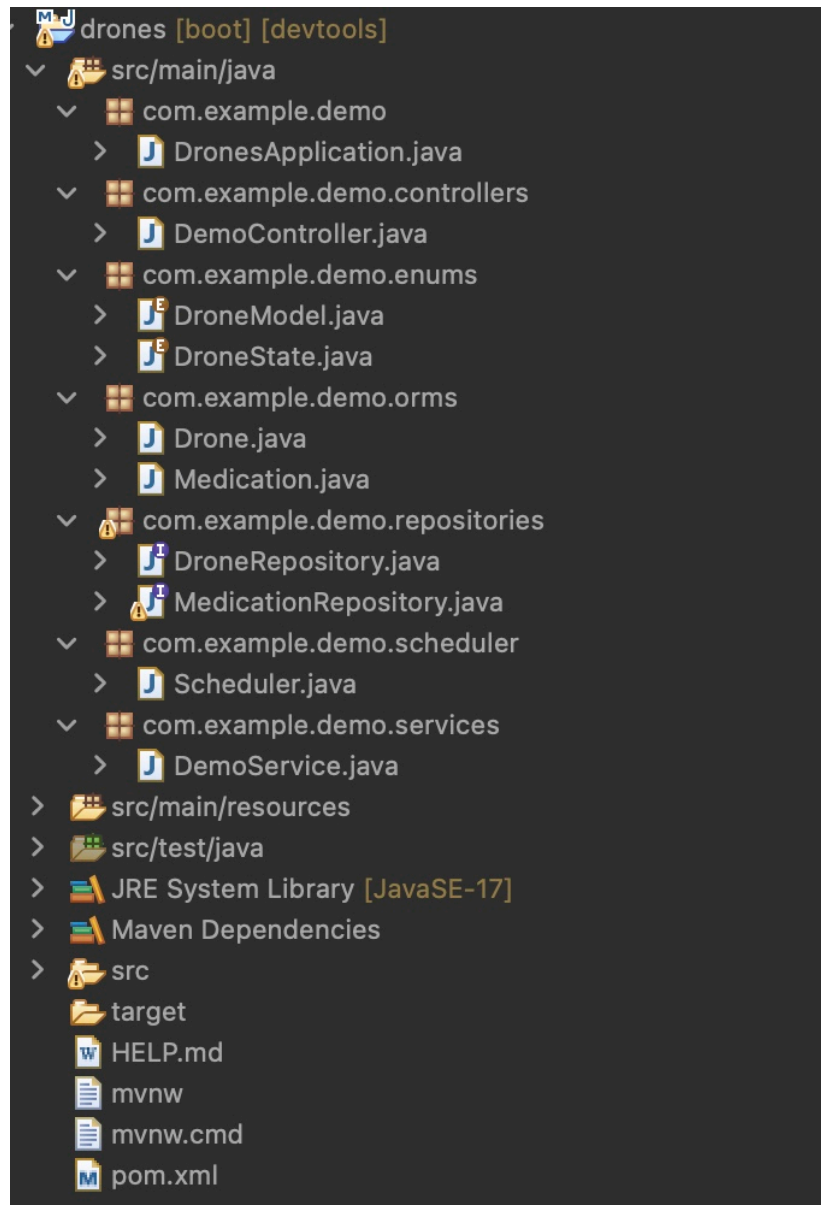 drones [boot] [devtools]
src/main/java
com.example.demo
DronesApplication.java
com.example.demo.controllers
DemoController.java
com.example.demo.enums
DroneModel.java
DroneState.java
com.example.demo.orms
Drone.java
Medication.java
com.example.demo.repositories
DroneRepository.java
MedicationRepository.java
com.example.demo.scheduler
Scheduler.java
com.example.demo.services
DemoService.java
src/main/resources
src/test/java
JRE System Library [JavaSE-17]
Maven Dependencies
src
target
HELP.md
mvnw
mvnw.cmd
pom.xml